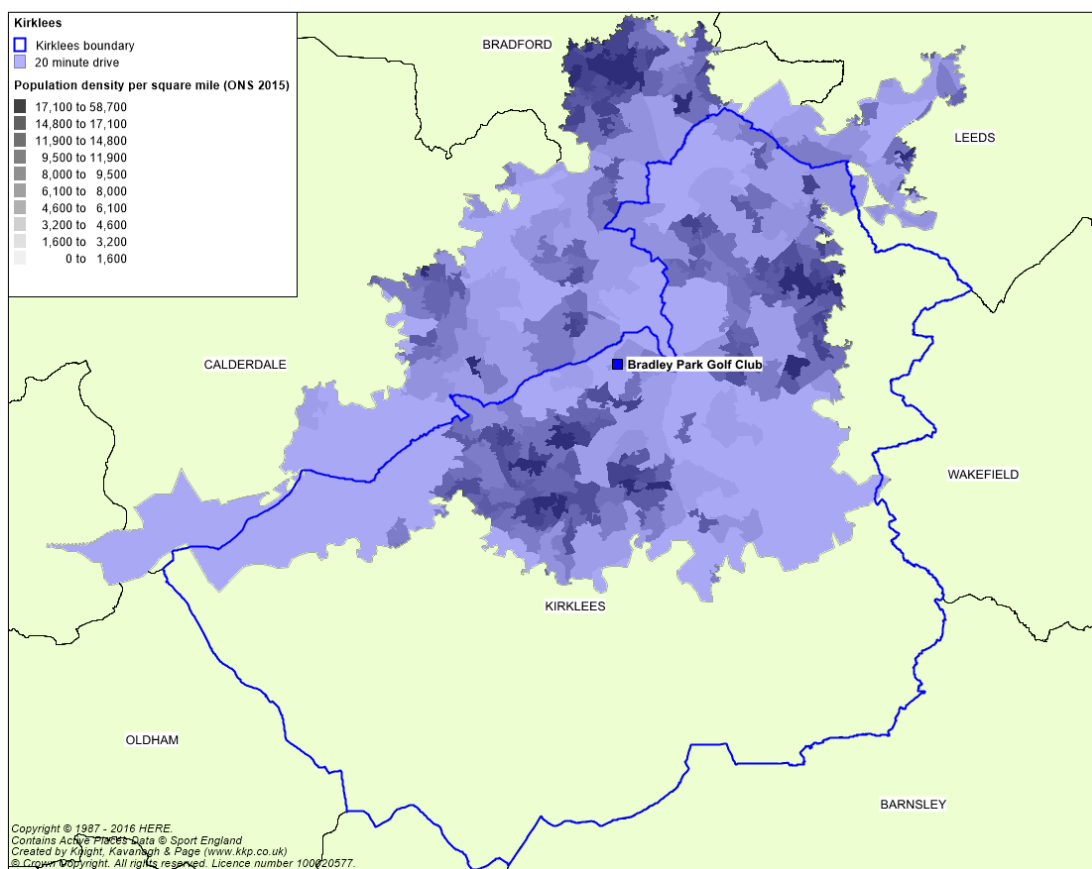 Kirklees
Kirklees boundary
20 minute drive
Population density per square mile (ONS 2015)
17,100 to 58,700
14,800 to 17,100
11,900 to 14,800
9,500 to 11,900
8,000 to 9,500
6,100 to 8,000
4,600 to 6,100
3,200 to 4,600
1,600 to 3,200
0 to 1,600
BRADFORD
LEEDS
CALDERDALE
Bradley Park Golf Club
WAKEFIELD
KIRKLEES
OLDHAM
BARNSLEY
Copyright © 1987 - 2016 HERE.
Contains Active Places Data © Sport England
Created by Knight, Kavanagh & Page (www.kkp.co.uk)
© Crown Copyright. All rights reserved. Licence number 100020577.